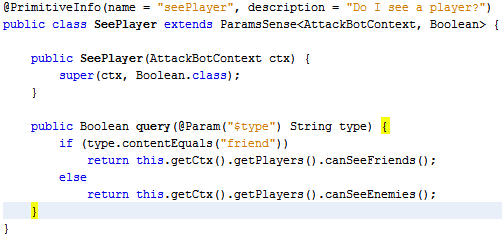 @PrimitiveInfo(name = "seePlayer", description = "Do I see a player?")
public class SeePlayer extends ParamsSense<AttackBotContext, Boolean> {
public SeePlayer(AttackBotContext ctx) {
super(ctx, Boolean.class);
}
public Boolean query(@Param("$type") String type) {
if (type.contentEquals("friend"))
return this.getCtx().getPlayers().canSeeFriends();
else
return this.getCtx().getPlayers().canSeeEnemies();
}
}